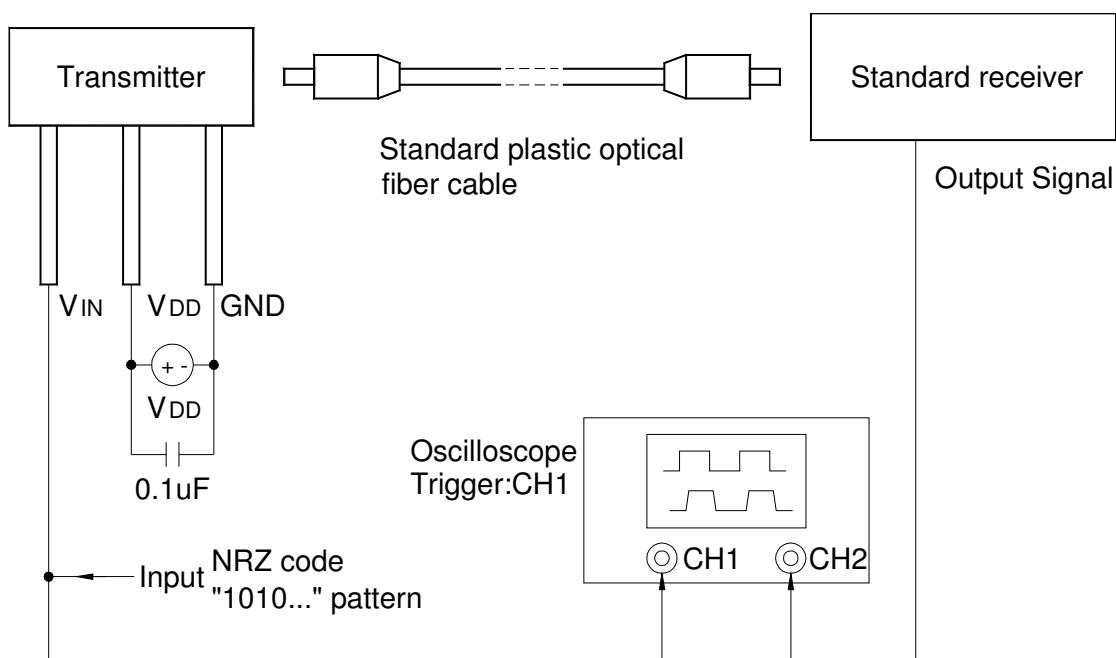 Transmitter
Standard receiver
Standard plastic optical
fiber cable
Output Signal
VIN
VDD
GND
+ -
VDD
0.1uF
Oscilloscope
Trigger:CH1
CH1
CH2
Input
NRZ code
"1010..." pattern